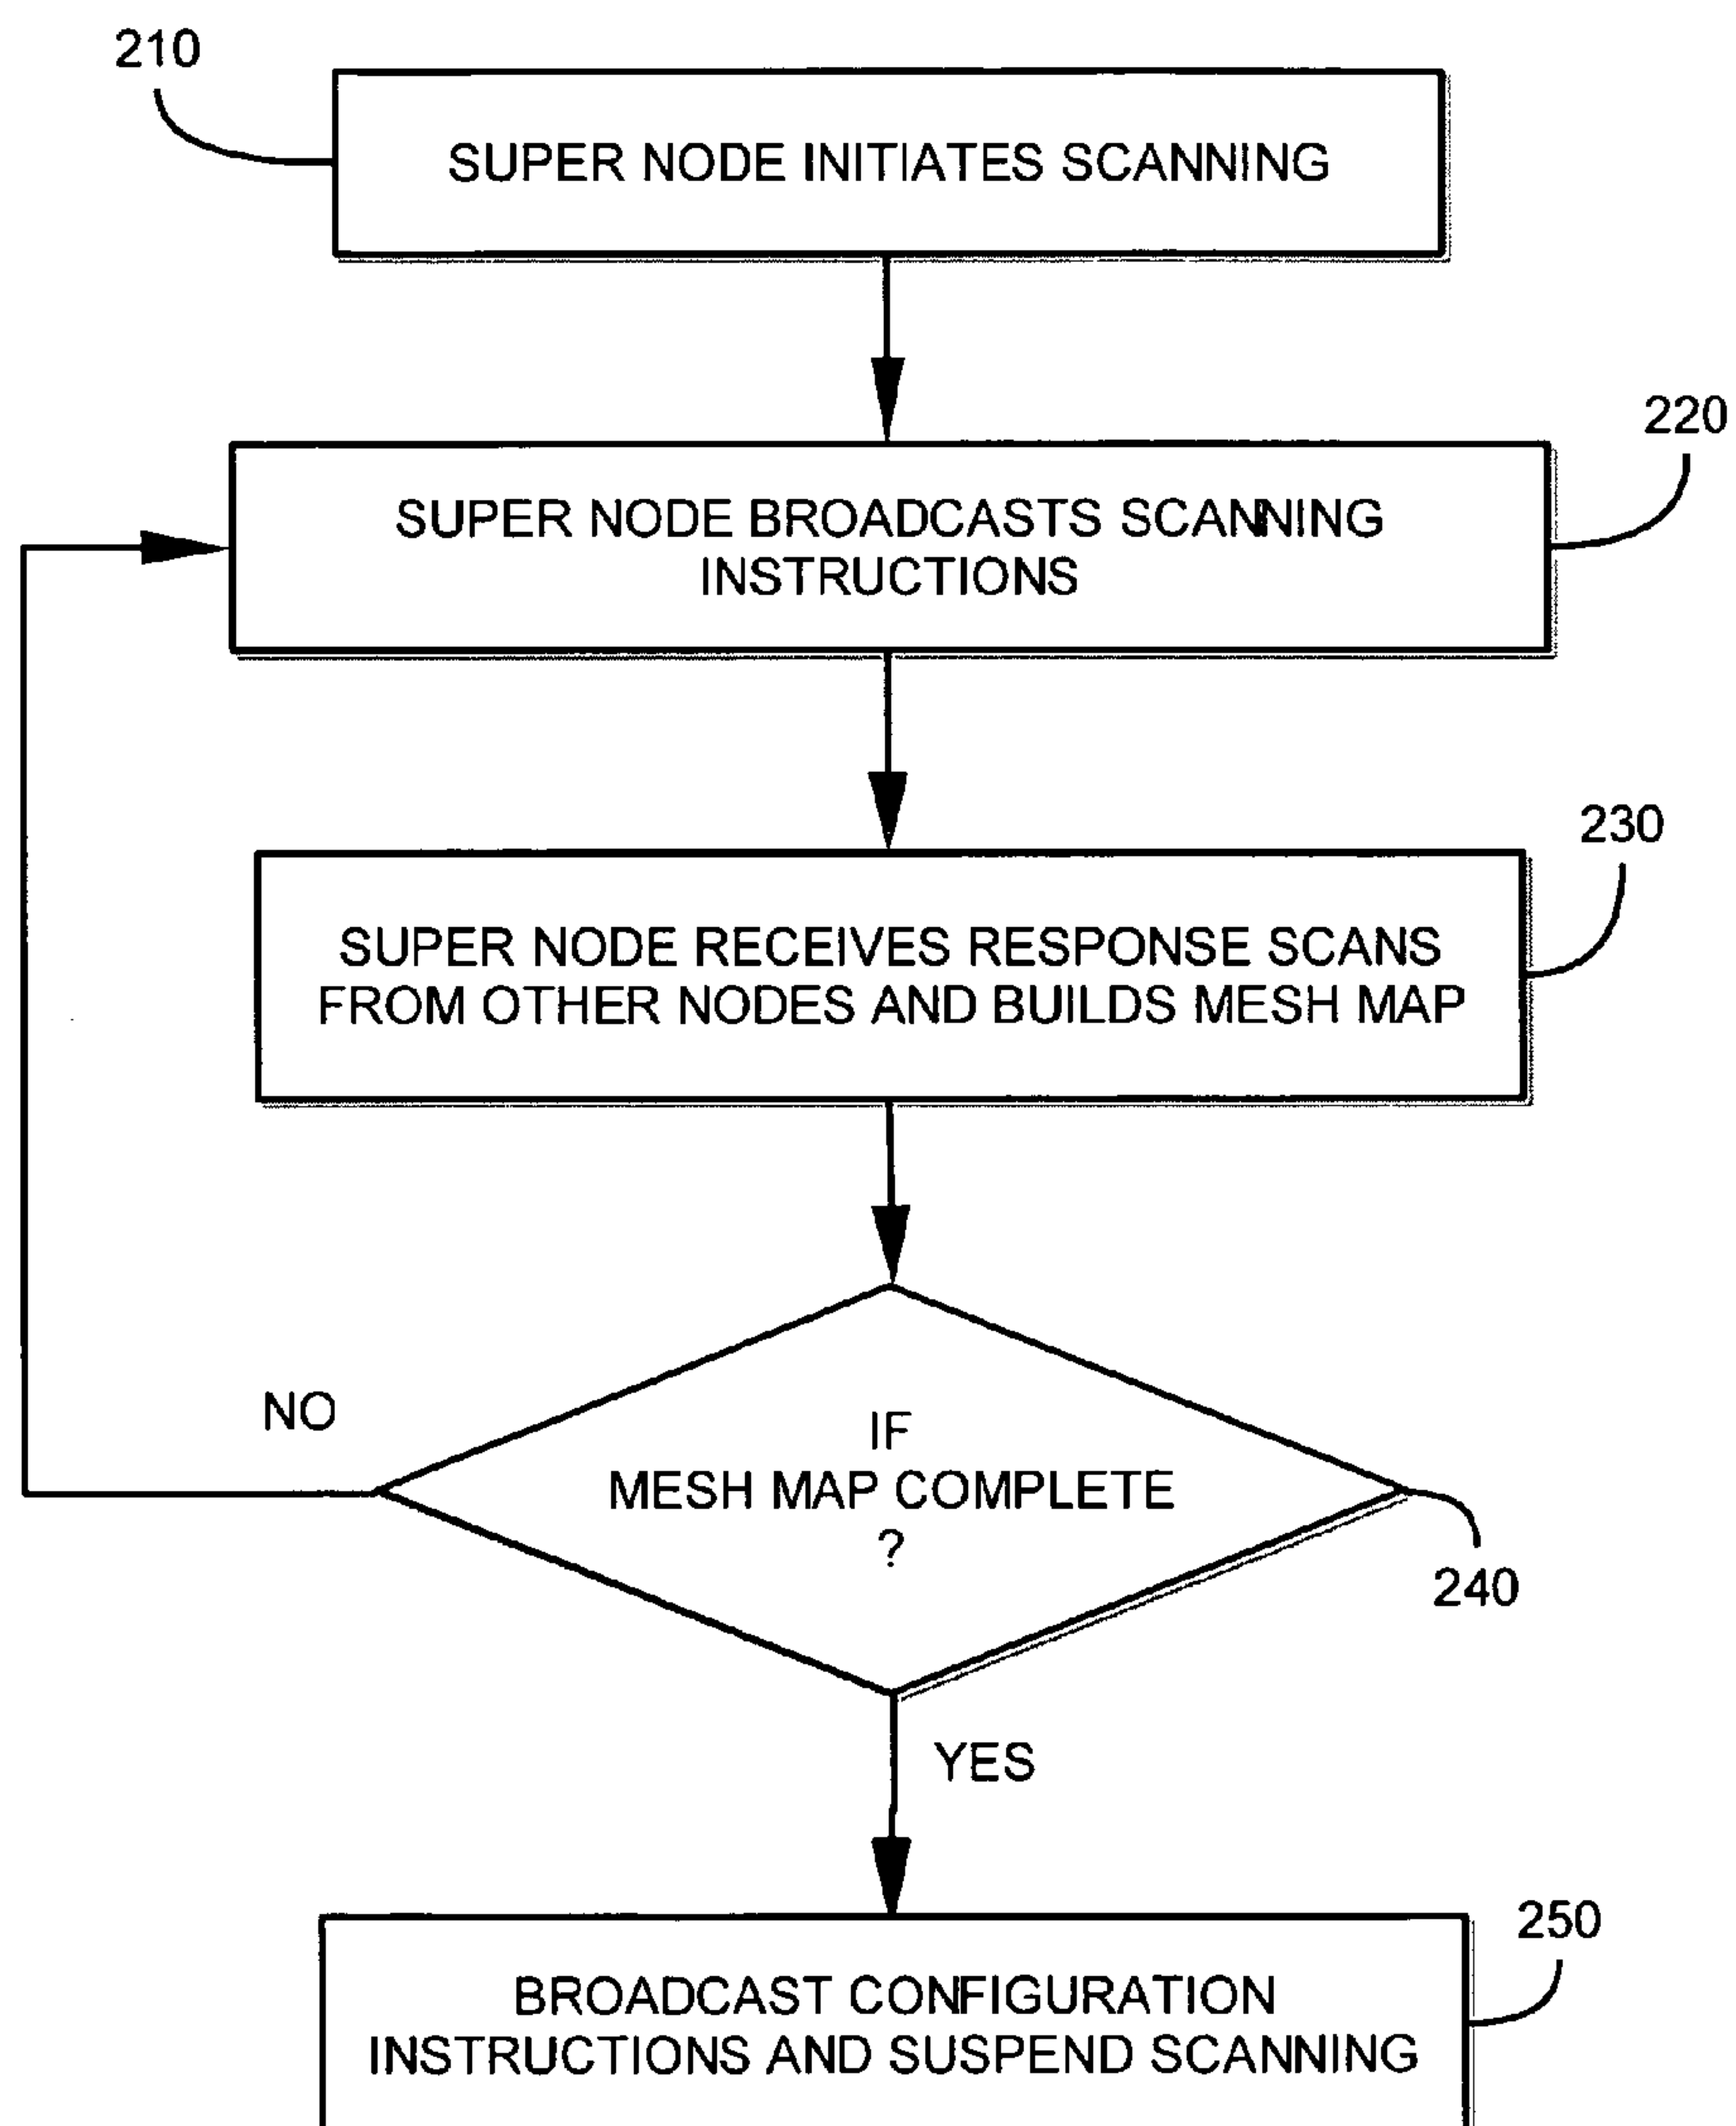 210
SUPER NODE INITIATES SCANNING
220
SUPER NODE BROADCASTS SCANNING
INSTRUCTIONS
230
SUPER NODE RECEIVES RESPONSE SCANS
FROM OTHER NODES AND BUILDS MESH MAP
NO
IF
MESH MAP COMPLETE
?
240
YES
250
BROADCAST CONFIGURATION
INSTRUCTIONS AND SUSPEND SCANNING